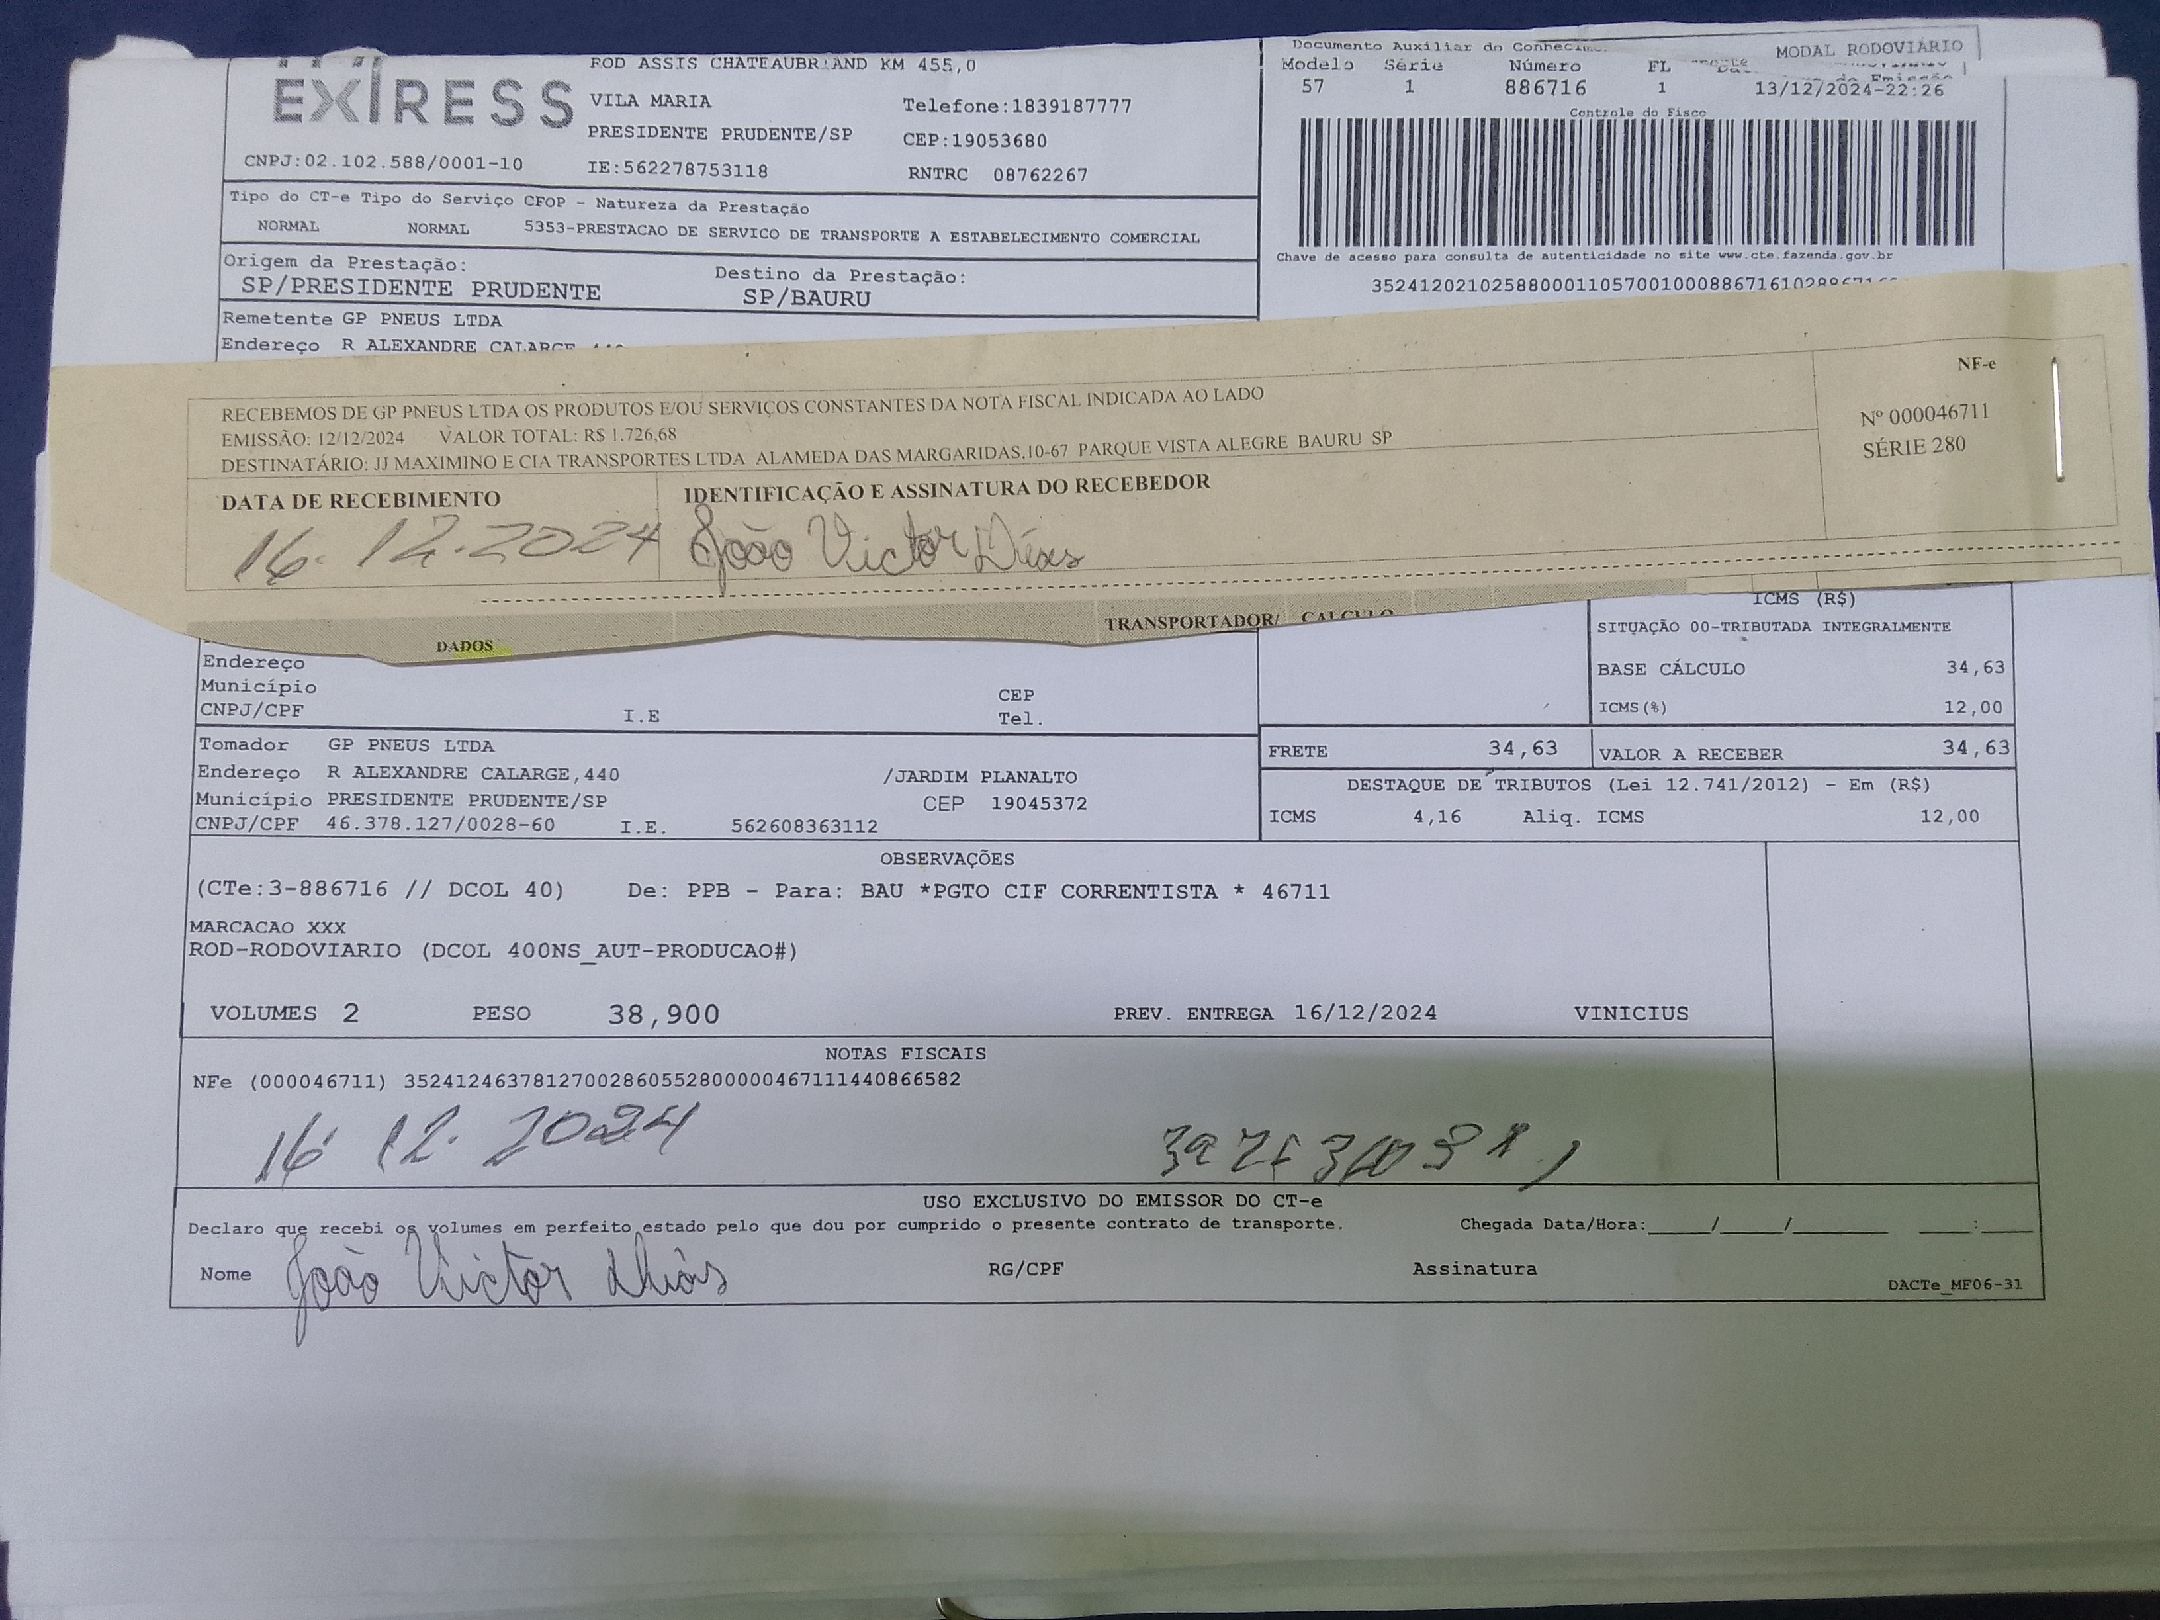 EXPRESS
ROD ASSIS CHATEAUBRIAND KM 455,0
VILA MARIA
Telefone:1839187777
PRESIDENTE PRUDENTE/SP
CEP:19053680
CNPJ:02.102.588/0001-10
IE:562278753118
RNTRC 08762267
Documento Auxiliar do
MODAL RODOVIÁRIO
Modelo Série Número FL
57 1 886716 1 13/12/2024-22:26
Controle do Fisco
Chave de acesso para consulta de autenticidade no site www.cte.fazenda.gov.br
Tipo do CT-e Tipo do Serviço CFOP - Natureza da Prestação
NORMAL NORMAL 5353-PRESTACAO DE SERVICO DE TRANSPORTE A ESTABELECIMENTO COMERCIAL
Origem da Prestação: Destino da Prestação:
SP/PRESIDENTE PRUDENTE SP/BAURU
Remetente GP PNEUS LTDA
Endereço R ALEXANDRE CALARGE
RECEBEMOS DE GP PNEUS LTDA OS PRODUTOS E/OU SERVIÇOS CONSTANTES DA NOTA FISCAL INDICADA AO LADO
EMISSÃO: 12/12/2024 VALOR TOTAL: R$ 1.726,68
DESTINATÁRIO: JJ MAXIMINO E CIA TRANSPORTES LTDA ALAMEDA DAS MARGARIDAS,10-67 PARQUE VISTA ALEGRE BAURU SP
NF-e
Nº 000046711
SÉRIE 280
DATA DE RECEBIMENTO
IDENTIFICAÇÃO E ASSINATURA DO RECEBEDOR
16.12.2024
João Victor Dias
DADOS
TRANSPORTADOR/
ICMS (R$)
SITUAÇÃO 00-TRIBUTADA INTEGRALMENTE
BASE CÁLCULO 34,63
ICMS(%) 12,00
Endereço
Município CEP
CNPJ/CPF I.E Tel.
Tomador GP PNEUS LTDA
Endereço R ALEXANDRE CALARGE,440 /JARDIM PLANALTO
Município PRESIDENTE PRUDENTE/SP CEP 19045372
CNPJ/CPF 46.378.127/0028-60 I.E. 562608363112
FRETE 34,63 VALOR A RECEBER 34,63
DESTAQUE DE TRIBUTOS (Lei 12.741/2012) - Em (R$)
ICMS 4,16 Aliq. ICMS 12,00
OBSERVAÇÕES
(CTe:3-886716 // DCOL 40) De: PPB - Para: BAU *PGTO CIF CORRENTISTA * 46711
MARCACAO XXX
ROD-RODOVIARIO (DCOL 400NS_AUT-PRODUCAO#)
VOLUMES 2 PESO 38,900 PREV. ENTREGA 16/12/2024 VINICIUS
NOTAS FISCAIS
NFe (000046711) 35241246378127002860552800000467111440866582
16 12.2024
USO EXCLUSIVO DO EMISSOR DO CT-e
Declaro que recebi os volumes em perfeito estado pelo que dou por cumprido o presente contrato de transporte.
Chegada Data/Hora:____/____/______ ___:____
Nome João Victor Dias RG/CPF Assinatura
DACTe_MF06-31